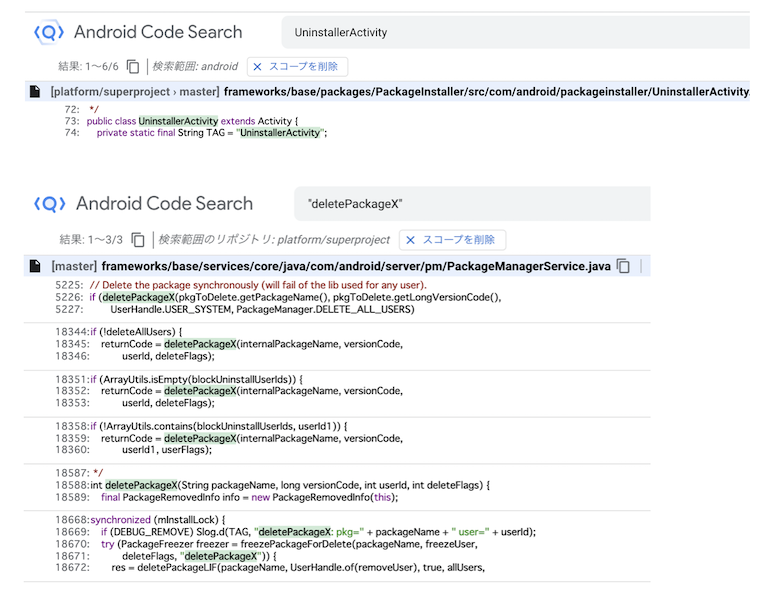 Android Code Search UninstallerActivity
結果: 1〜6/6 検索範囲: android × スコープを削除
[platform/superproject › master] frameworks/base/packages/PackageInstaller/src/com/android/packageinstaller/UninstallerActivity.
72: */
73: public class UninstallerActivity extends Activity {
74: private static final String TAG = "UninstallerActivity";
Android Code Search "deletePackageX"
結果: 1〜3/3 検索範囲のリポジトリ: platform/superproject × スコープを削除
[master] frameworks/base/services/core/java/com/android/server/pm/PackageManagerService.java
5225: // Delete the package synchronously (will fail of the lib used for any user).
5226: if (deletePackageX(pkgToDelete.getPackageName(), pkgToDelete.getLongVersionCode(),
5227: UserHandle.USER_SYSTEM, PackageManager.DELETE_ALL_USERS)
18344:if (!deleteAllUsers) {
18345: returnCode = deletePackageX(internalPackageName, versionCode,
18346: userId, deleteFlags);
18351:if (ArrayUtils.isEmpty(blockUninstallUserIds)) {
18352: returnCode = deletePackageX(internalPackageName, versionCode,
18353: userId, deleteFlags);
18358:if (!ArrayUtils.contains(blockUninstallUserIds, userId1)) {
18359: returnCode = deletePackageX(internalPackageName, versionCode,
18360: userId1, userFlags);
18587: */
18588:int deletePackageX(String packageName, long versionCode, int userId, int deleteFlags) {
18589: final PackageRemovedInfo info = new PackageRemovedInfo(this);
18668:synchronized (mInstallLock) {
18669: if (DEBUG_REMOVE) Slog.d(TAG, "deletePackageX: pkg=" + packageName + " user=" + userId);
18670: try (PackageFreezer freezer = freezePackageForDelete(packageName, freezeUser,
18671: deleteFlags, "deletePackageX")) {
18672: res = deletePackageLIF(packageName, UserHandle.of(removeUser), true, allUsers,